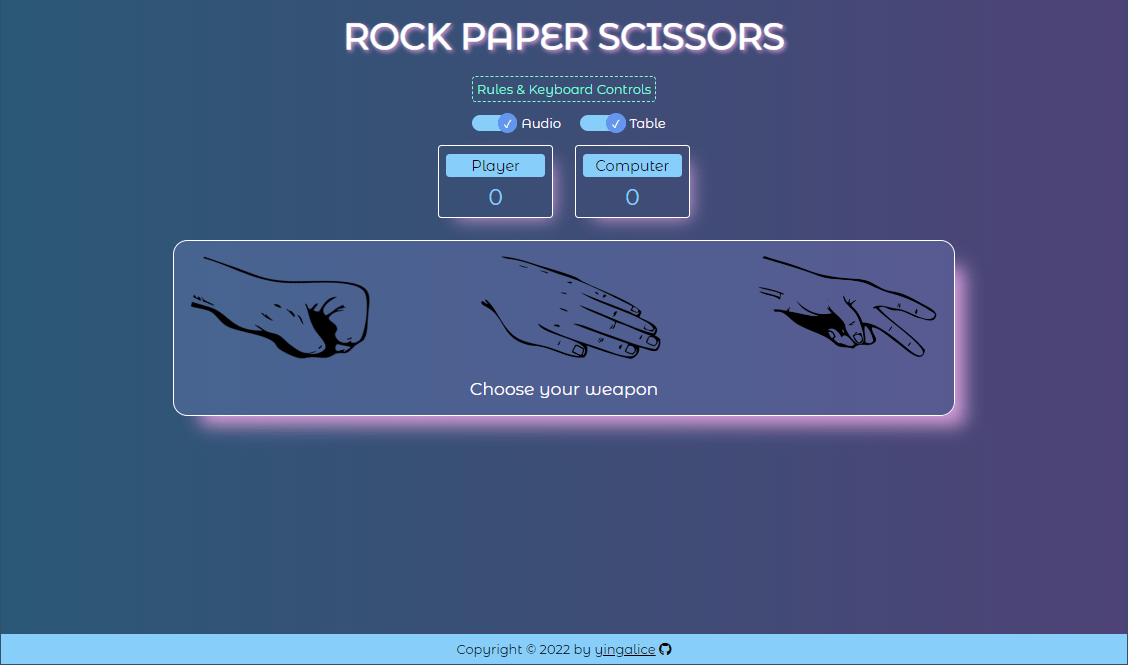 ROCK PAPER SCISSORS
Rules & Keyboard Controls
Audio Table
Player Computer
0 0
Choose your weapon
Copyright © 2022 by yingalice